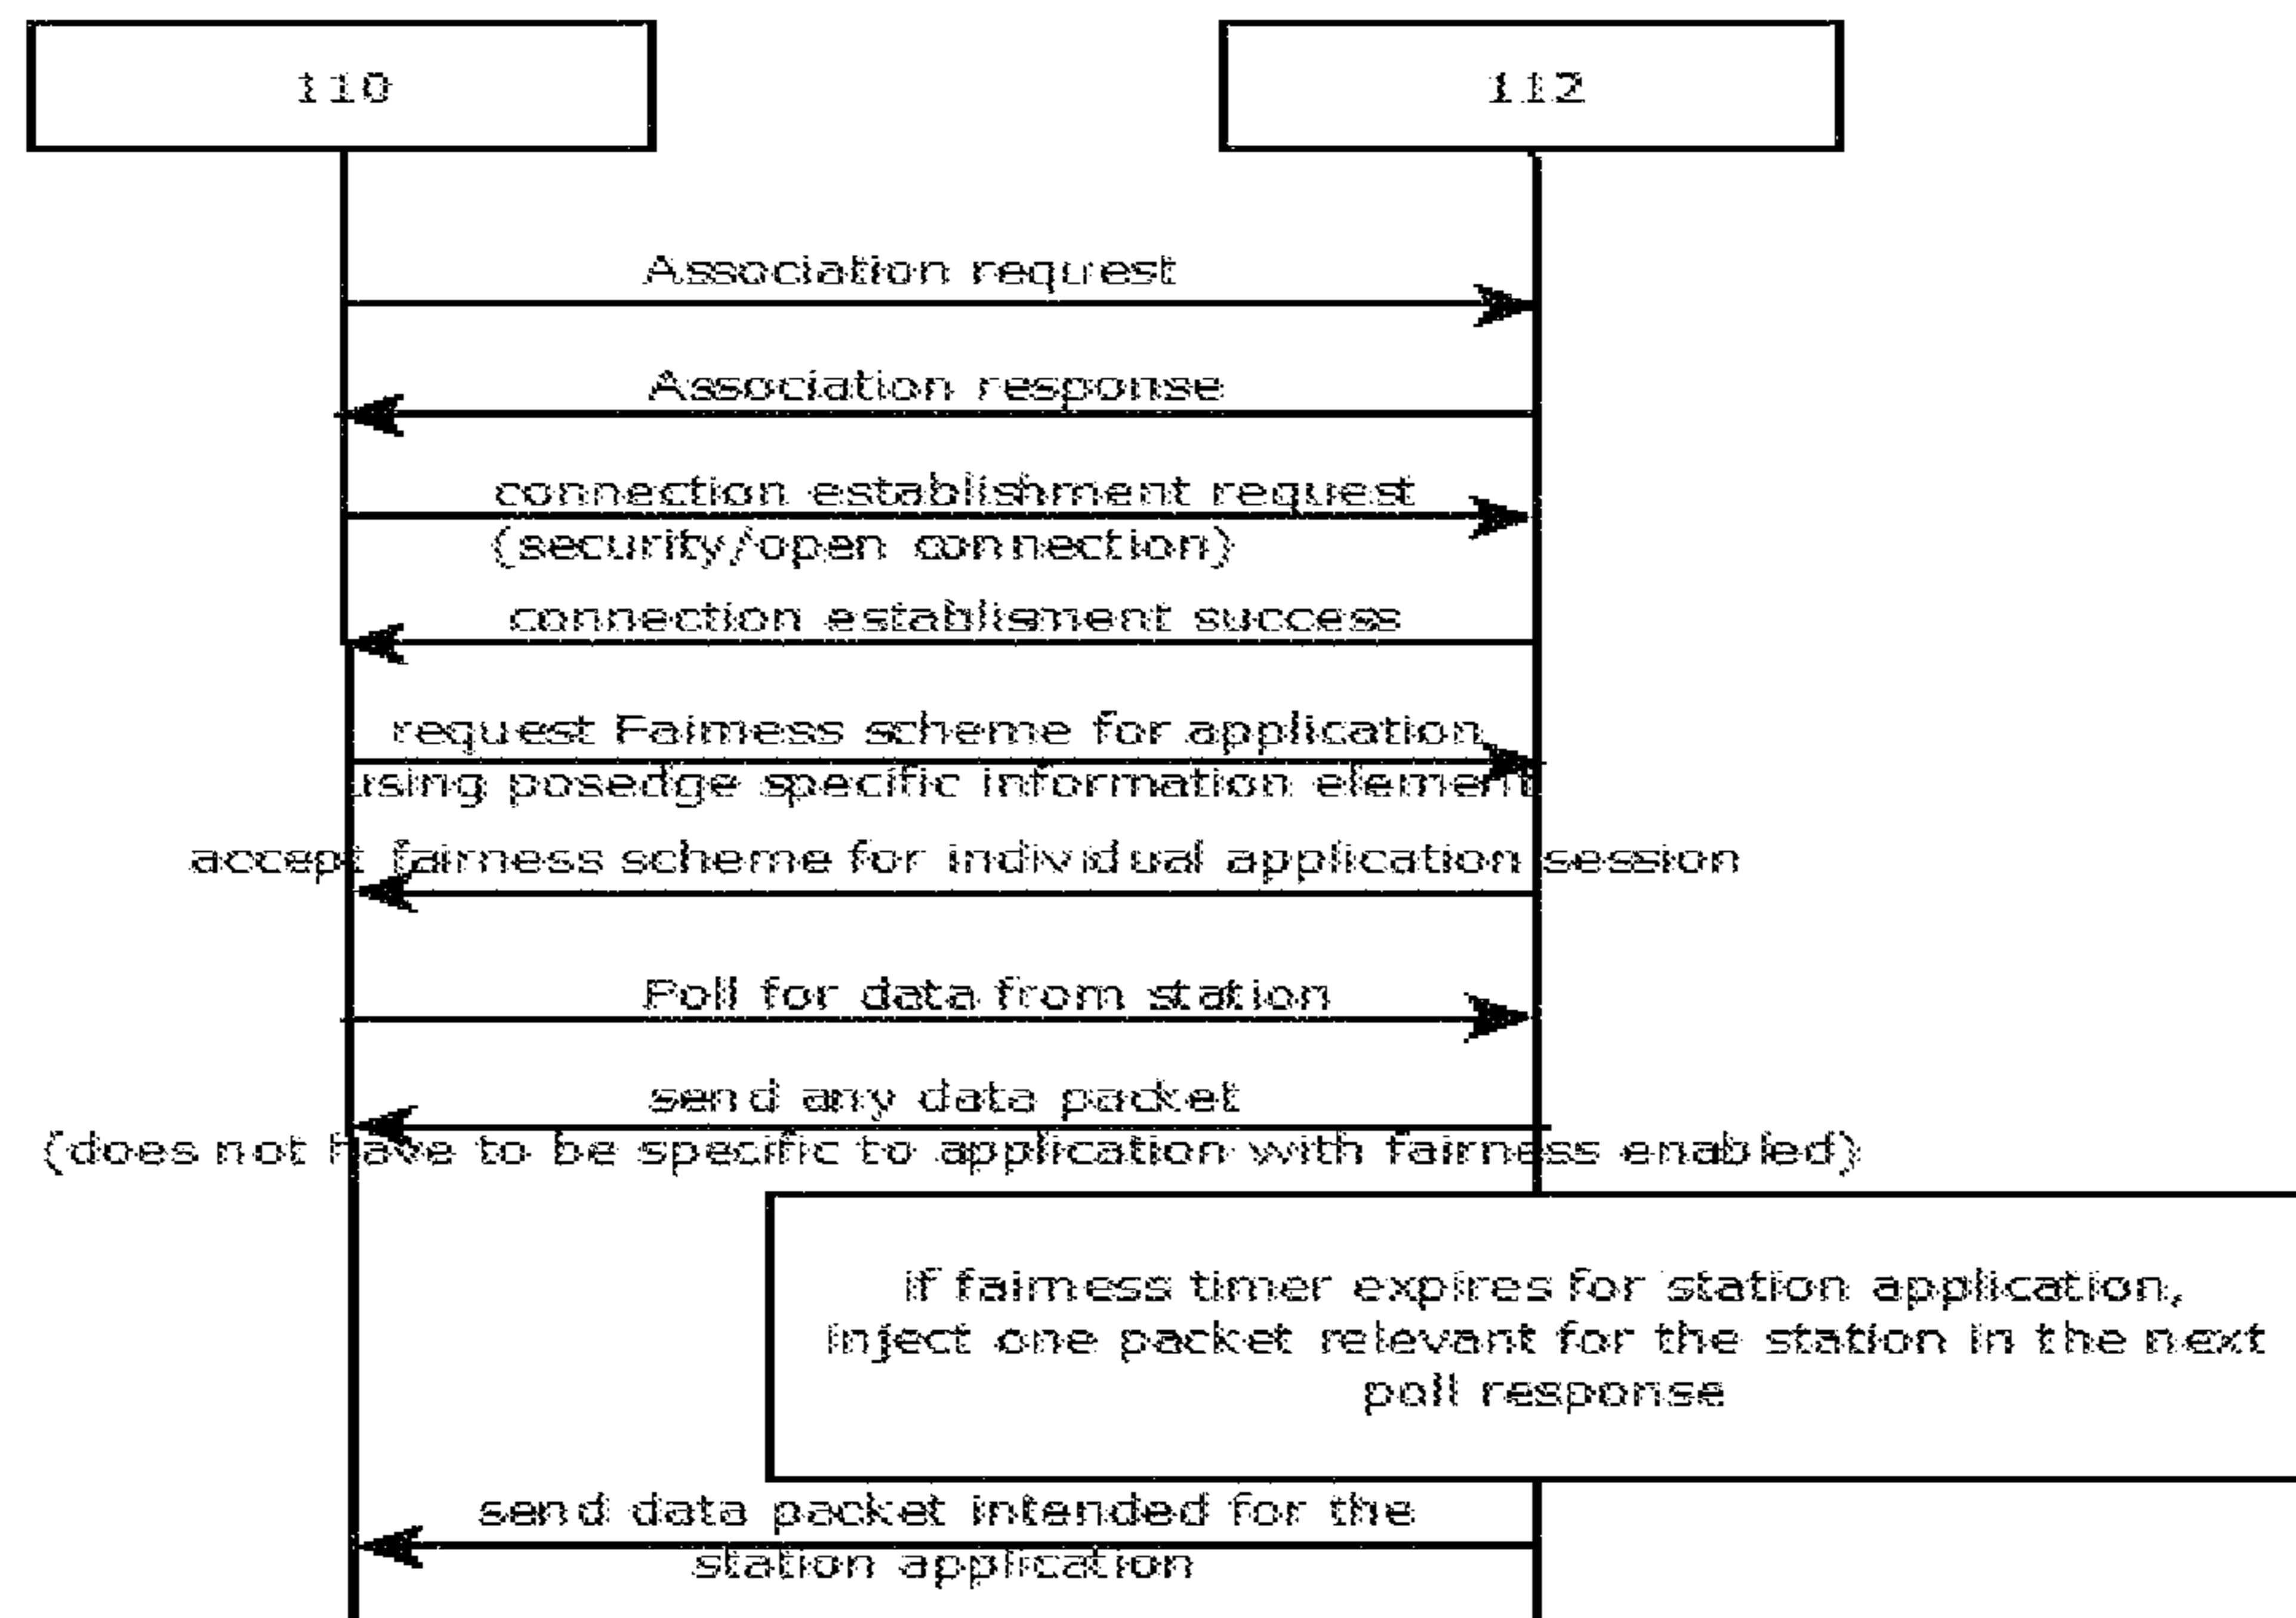 110
112
Association request
Association response
connection establishment request
(security/open connection)
connection establisment success
request Fairness scheme for application
using posedge specific information element
accept fairness scheme for individual application session
Poll for data from station
send any data packet
(does not have to be specific to application with fairness enabled)
if fairness timer expires for station application,
inject one packet relevant for the station in the next
poll response
send data packet intended for the
station application